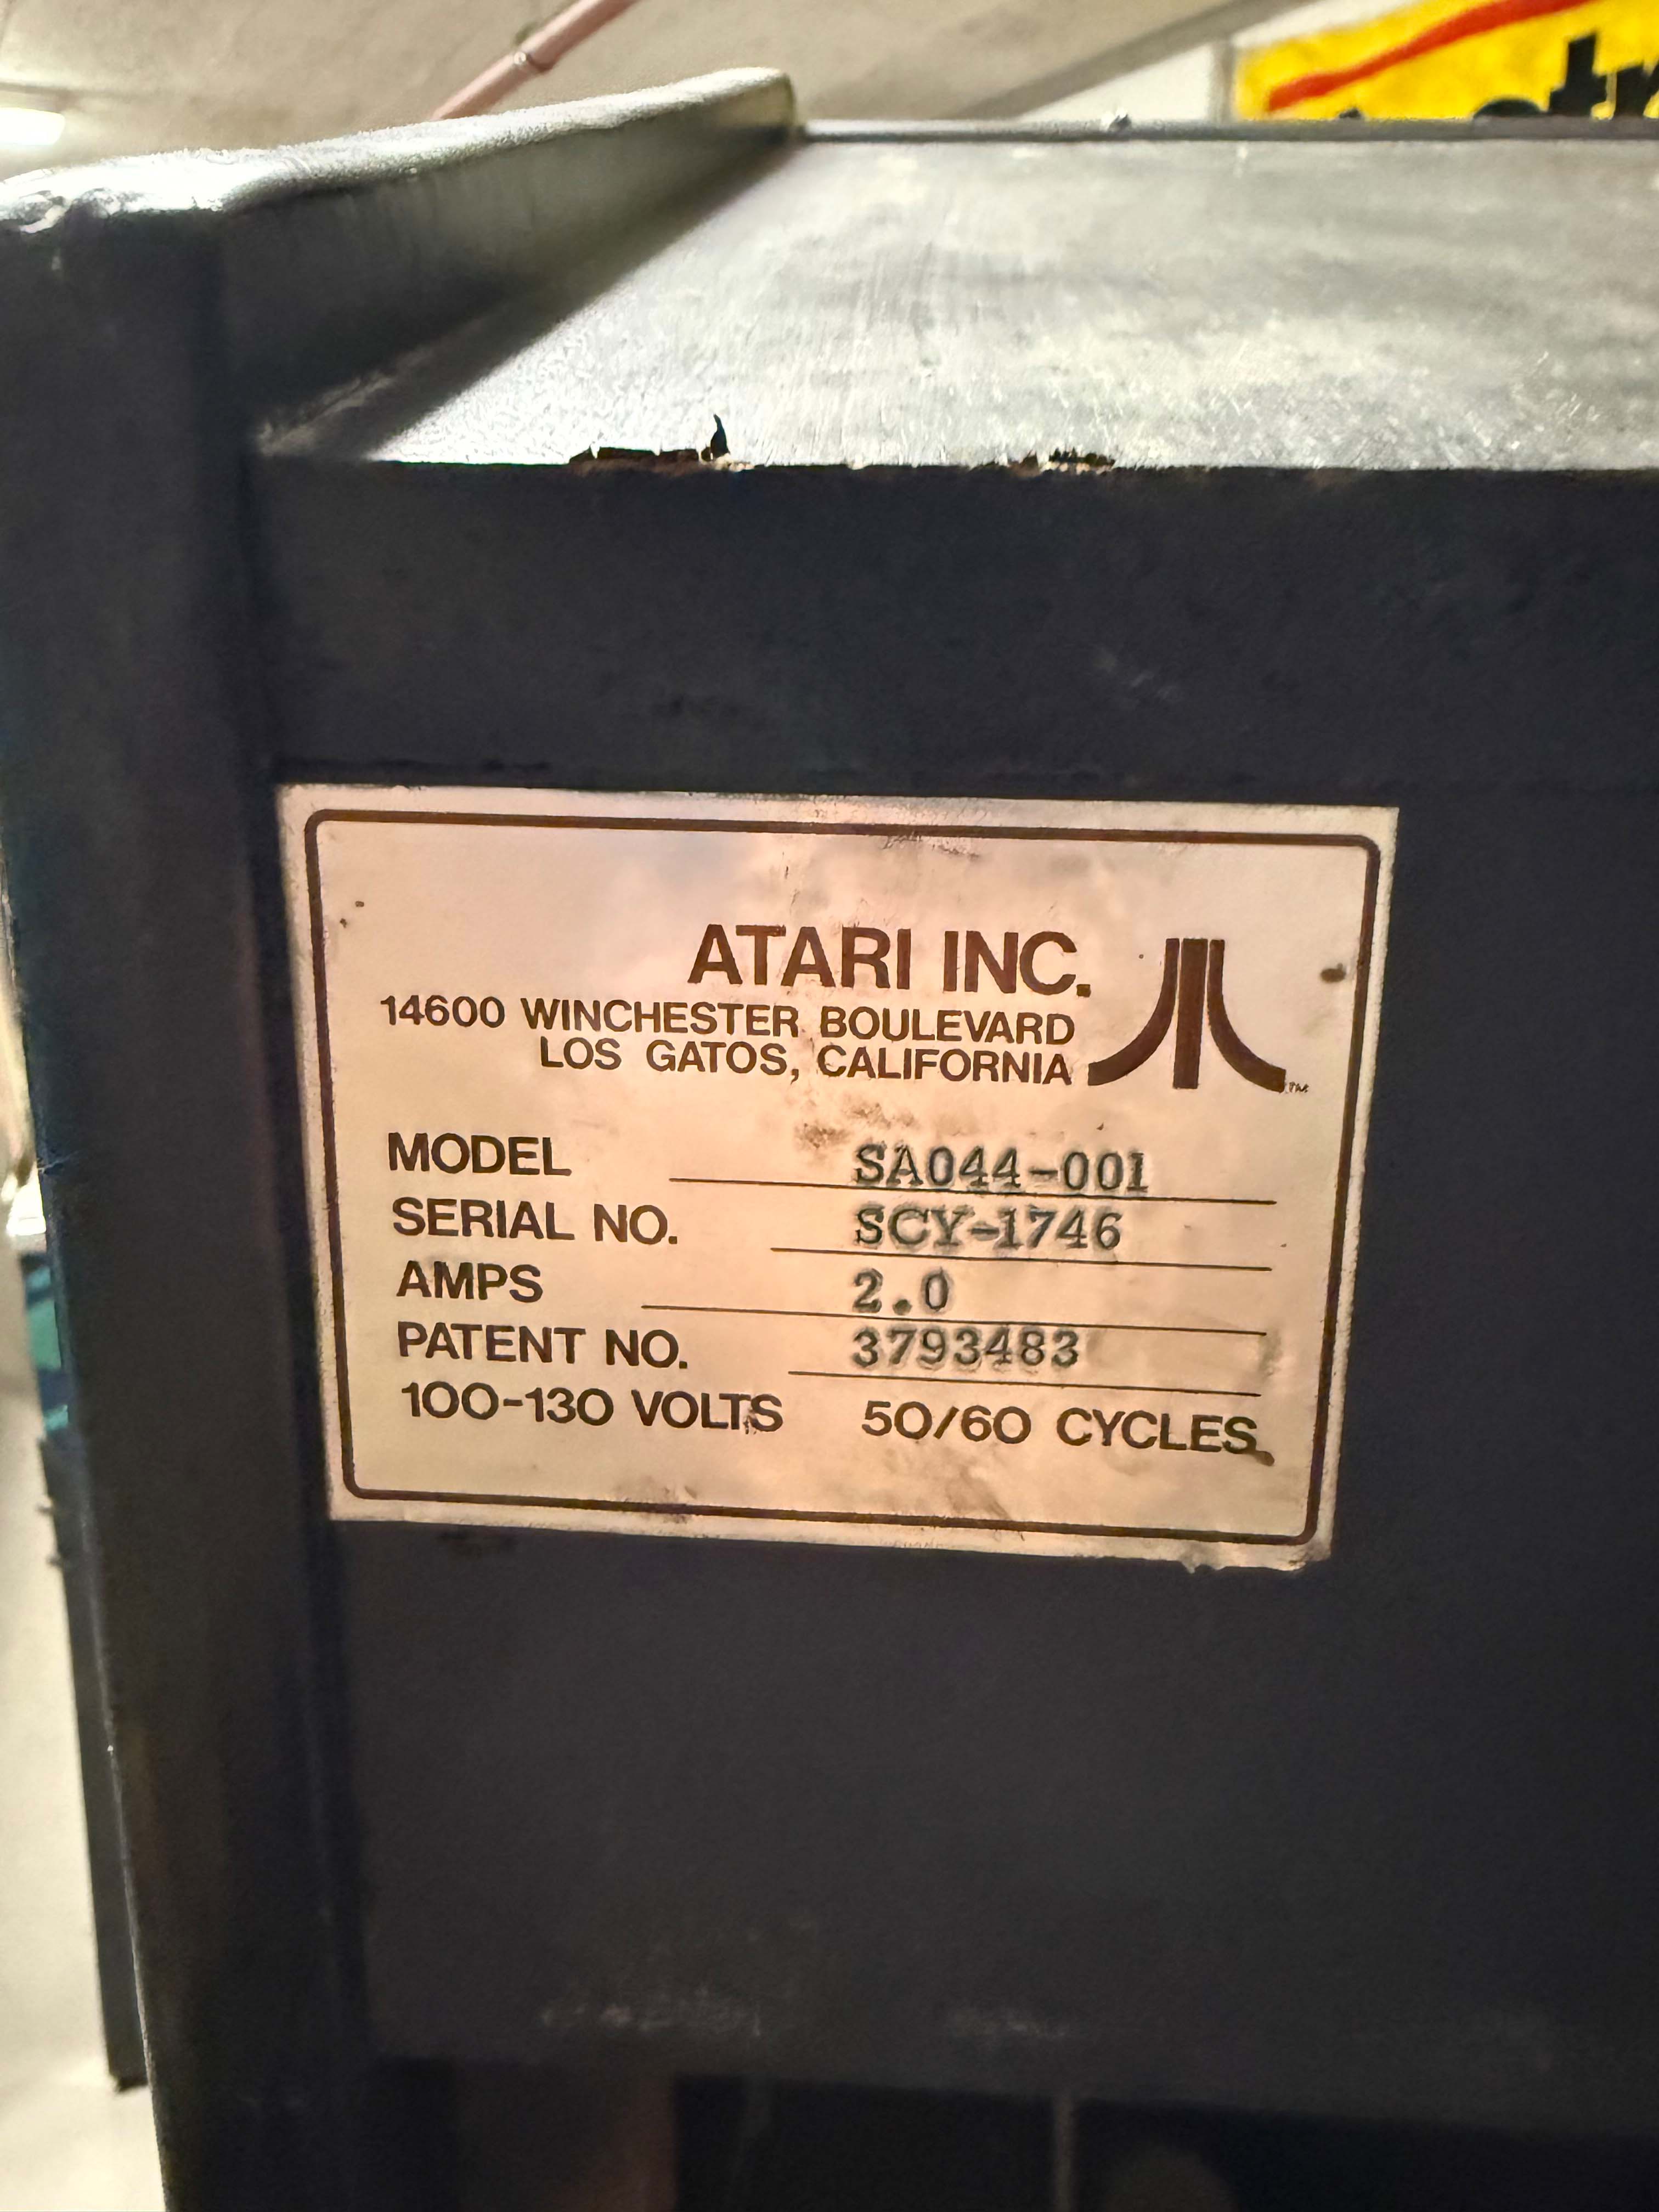 ATARI INC.
14600 WINCHESTER BOULEVARD
LOS GATOS, CALIFORNIA
TM
MODEL SA044-001
SERIAL NO. SCY-1746
AMPS 2.0
PATENT NO. 3793483
100-130 VOLTS 50/60 CYCLES